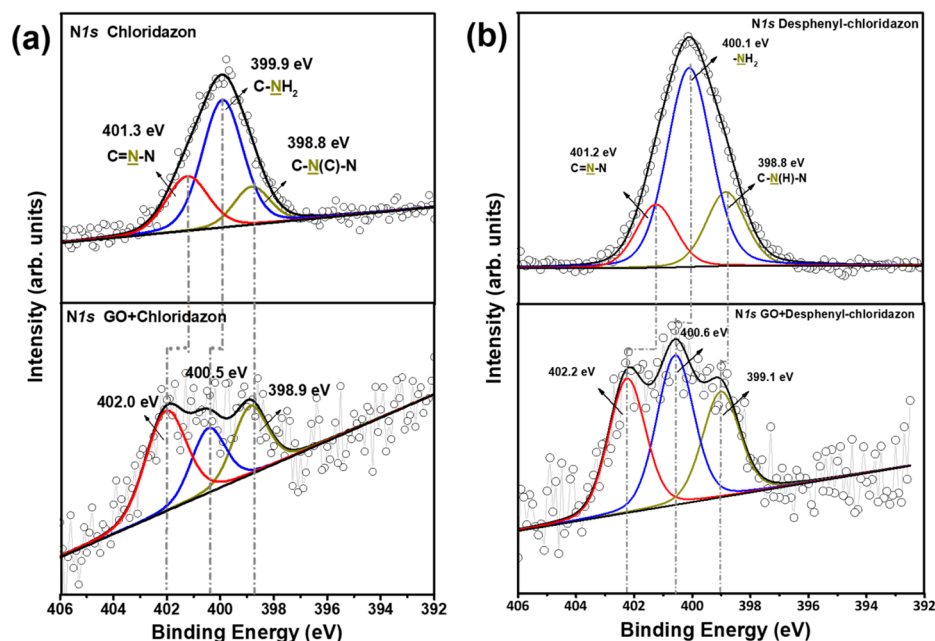 (a)
N1s Chloridazon
399.9 eV
C-NH2
401.3 eV
C=N-N
398.8 eV
C-N(C)-N
N1s GO+Chloridazon
402.0 eV
400.5 eV
398.9 eV
406 404 402 400 398 396 394 392
Binding Energy (eV)
Intensity (arb. units)
(b)
N1s Desphenyl-chloridazon
400.1 eV
-NH2
401.2 eV
C=N-N
398.8 eV
C-N(H)-N
N1s GO+Desphenyl-chloridazon
402.2 eV
400.6 eV
399.1 eV
406 404 402 400 398 396 394 392
Binding Energy (eV)
Intensity (arb. units)